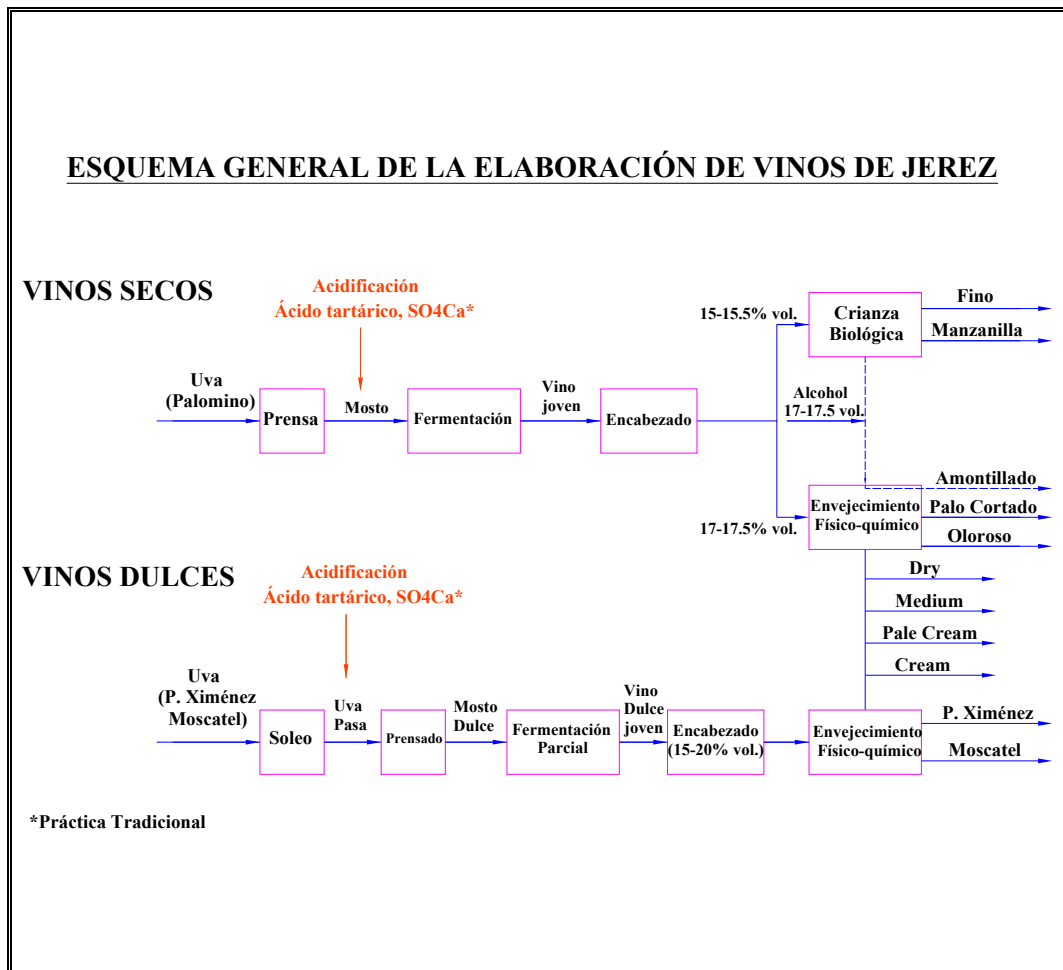 ESQUEMA GENERAL DE LA ELABORACIÓN DE VINOS DE JEREZ
VINOS SECOS
Acidificación
Ácido tartárico, SO4Ca*
Uva
(Palomino)
Prensa
Mosto
Fermentación
Vino
joven
Encabezado
15-15.5% vol.
Crianza
Biológica
Fino
Manzanilla
Alcohol
17-17.5 vol.
17-17.5% vol.
Envejecimiento
Físico-químico
Amontillado
Palo Cortado
Oloroso
Dry
Medium
Pale Cream
Cream
VINOS DULCES
Acidificación
Ácido tartárico, SO4Ca*
Uva
(P. Ximénez
Moscatel)
Soleo
Uva
Pasa
Prensado
Mosto
Dulce
Fermentación
Parcial
Vino
Dulce
joven
Encabezado
(15-20% vol.)
Envejecimiento
Físico-químico
P. Ximénez
Moscatel
*Práctica Tradicional